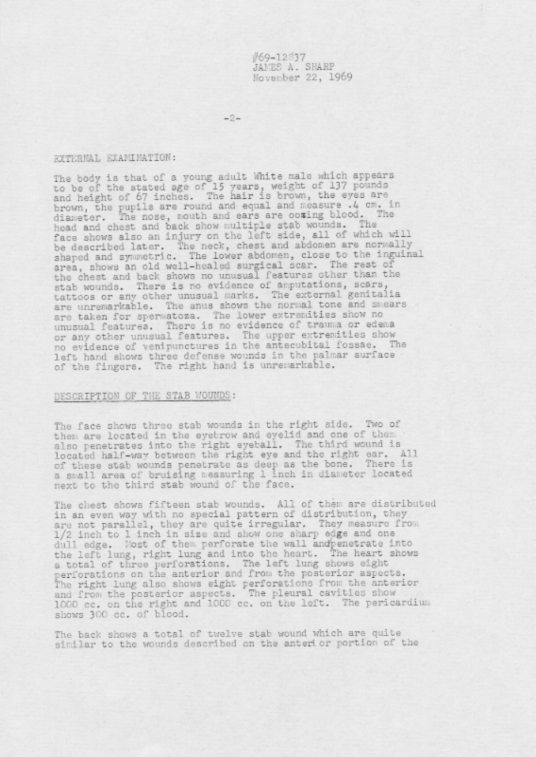 #69-12837
JAMES A. SHARP
November 22, 1969
-2-
EXTERNAL EXAMINATION:
The body is that of a young adult White male which appears
to be of the stated age of 15 years, weight of 137 pounds
and height of 67 inches. The hair is brown, the eyes are
brown, the pupils are round and equal and measure .4 cm. in
diameter. The nose, mouth and ears are oozing blood. The
head and chest and back show multiple stab wounds. The
face shows also an injury on the left side, all of which will
be described later. The neck, chest and abdomen are normally
shaped and symmetric. The lower abdomen, close to the inguinal
area, shows an old well-healed surgical scar. The rest of
the chest and back shows no unusual features other than the
stab wounds. There is no evidence of amputations, scars,
tattoos or any other unusual marks. The external genitalia
are unremarkable. The anus shows the normal tone and smears
are taken for spermatoza. The lower extremities show no
unusual features. There is no evidence of trauma or edema
or any other unusual features. The upper extremities show
no evidence of venipunctures in the antecubital fossae. The
left hand shows three defense wounds in the palmar surface
of the fingers. The right hand is unremarkable.
DESCRIPTION OF THE STAB WOUNDS:
The face shows three stab wounds in the right side. Two of
them are located in the eyebrow and eyelid and one of them
also penetrates into the right eyeball. The third wound is
located half-way between the right eye and the right ear. All
of these stab wounds penetrate as deep as the bone. There is
a small area of bruising measuring 1 inch in diameter located
next to the third stab wound of the face.
The chest shows fifteen stab wounds. All of them are distributed
in an even way with no special pattern of distribution, they
are not parallel, they are quite irregular. They measure from
1/2 inch to 1 inch in size and show one sharp edge and one
dull edge. Most of them perforate the wall and penetrate into
the left lung, right lung and into the heart. The heart shows
a total of three perforations. The left lung shows eight
perforations on the anterior and from the posterior aspects.
The right lung also shows eight perforations from the anterior
and from the posterior aspects. The pleural cavities show
1000 cc. on the right and 1000 cc. on the left. The pericardium
shows 300 cc. of blood.
The back shows a total of twelve stab wound which are quite
similar to the wounds described on the anterior portion of the